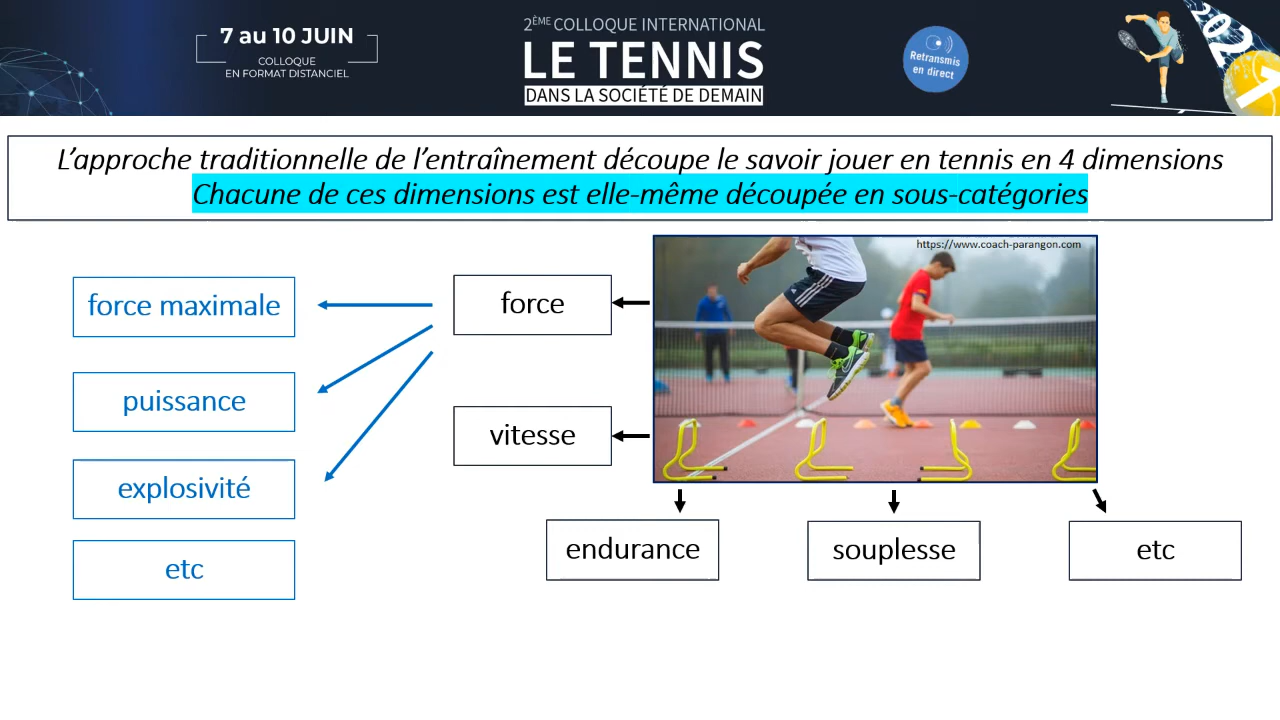 7 au 10 JUIN
COLLOQUE
EN FORMAT DISTANCIEL
2ÈME COLLOQUE INTERNATIONAL
LE TENNIS
DANS LA SOCIÉTÉ DE DEMAIN
Retransmis
en direct
202
1
L’approche traditionnelle de l’entraînement découpe le savoir jouer en tennis en 4 dimensions
Chacune de ces dimensions est elle-même découpée en sous-catégories
https://www.coach-parangon.com
force maximale
force
puissance
vitesse
explosivité
endurance
souplesse
etc
etc